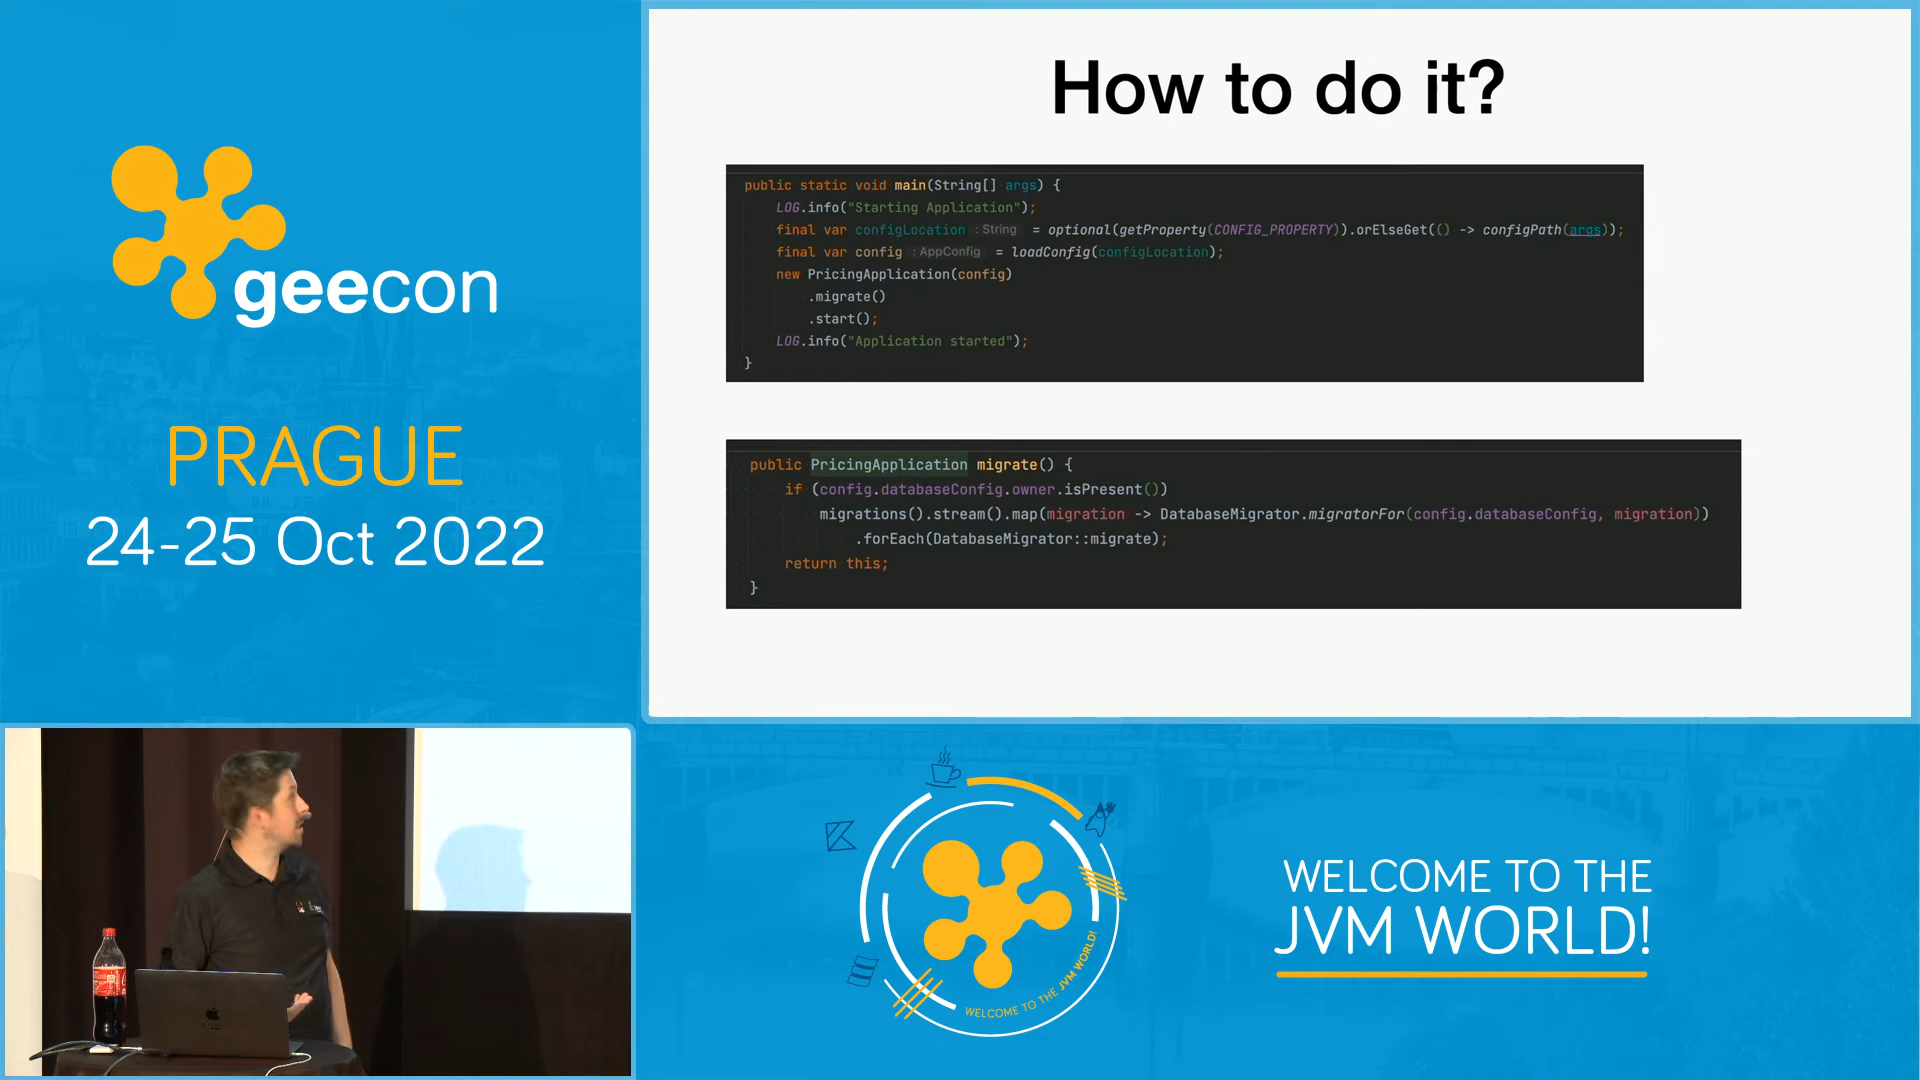 geecon
PRAGUE
24-25 Oct 2022
How to do it?
public static void main(String[] args) {
LOG.info("Starting Application");
final var configLocation : String = optional(getProperty(CONFIG_PROPERTY)).orElseGet(() -> configPath(args));
final var config : AppConfig = loadConfig(configLocation);
new PricingApplication(config)
.migrate()
.start();
LOG.info("Application started");
}
public PricingApplication migrate() {
if (config.databaseConfig.owner.isPresent())
migrations().stream().map(migration -> DatabaseMigrator.migratorFor(config.databaseConfig, migration))
.forEach(DatabaseMigrator::migrate);
return this;
}
WELCOME TO THE JVM WORLD!
WELCOME TO THE
JVM WORLD!